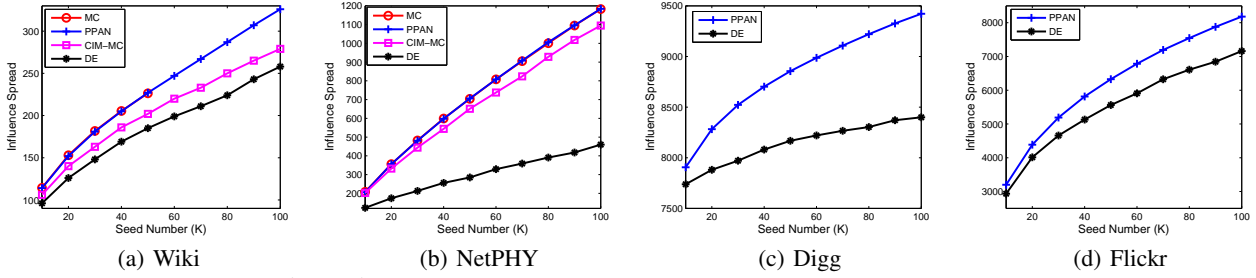 Influence Spread
300
250
200
150
100
20 40 60 80 100
Seed Number (K)
MC
PPAN
CIM−MC
DE
(a) Wiki
Influence Spread
1200
1100
1000
900
800
700
600
500
400
300
200
20 40 60 80 100
Seed Number (K)
MC
PPAN
CIM−MC
DE
(b) NetPHY
Influence Spread
9500
9000
8500
8000
7500
20 40 60 80 100
Seed Number (K)
PPAN
DE
(c) Digg
Influence Spread
8000
7000
6000
5000
4000
3000
20 40 60 80 100
Seed Number (K)
PPAN
DE
(d) Flickr